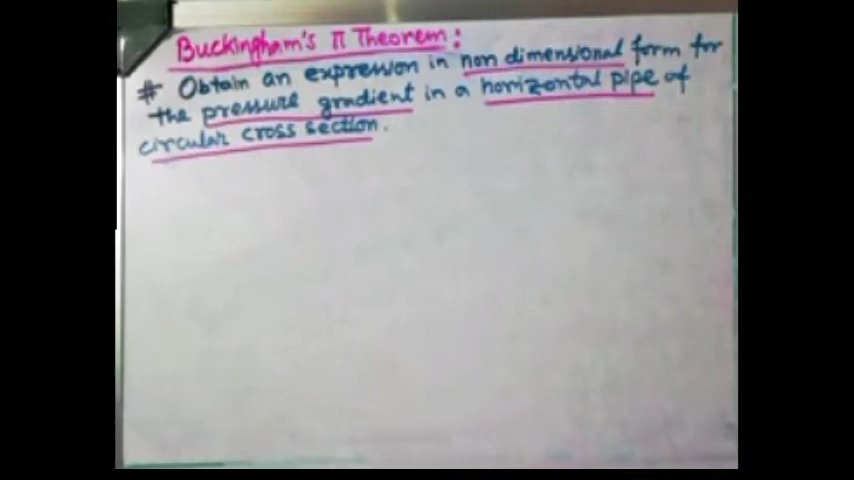 Buckingham's π Theorem:
# Obtain an expression in non dimensional form for
the pressure gradient in a horizontal pipe of
circular cross section.